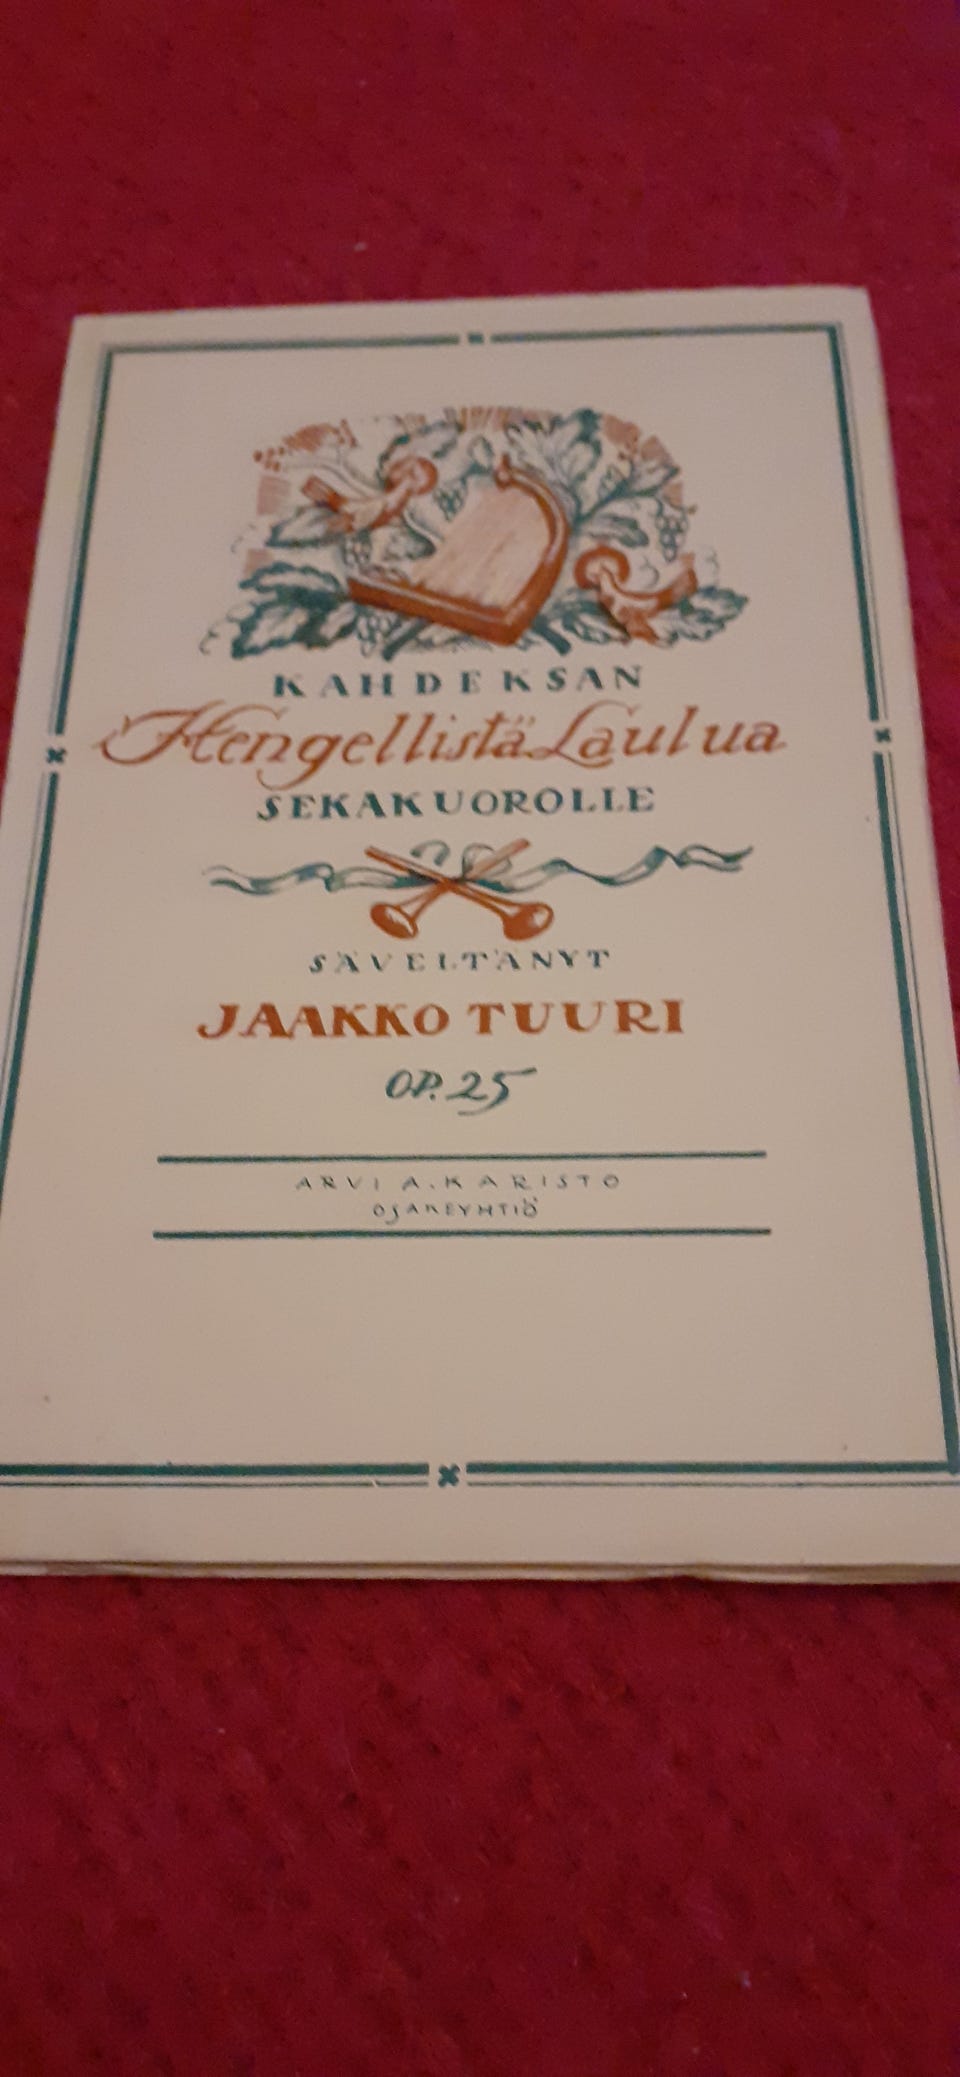 KAHDEKSAN
Hengellistä Laulua
SEKAKUOROLLE
SÄVELTÄNYT
JAAKKO TUURI
OP. 25
ARVI A. KARISTO
OSAKEYHTIÖ